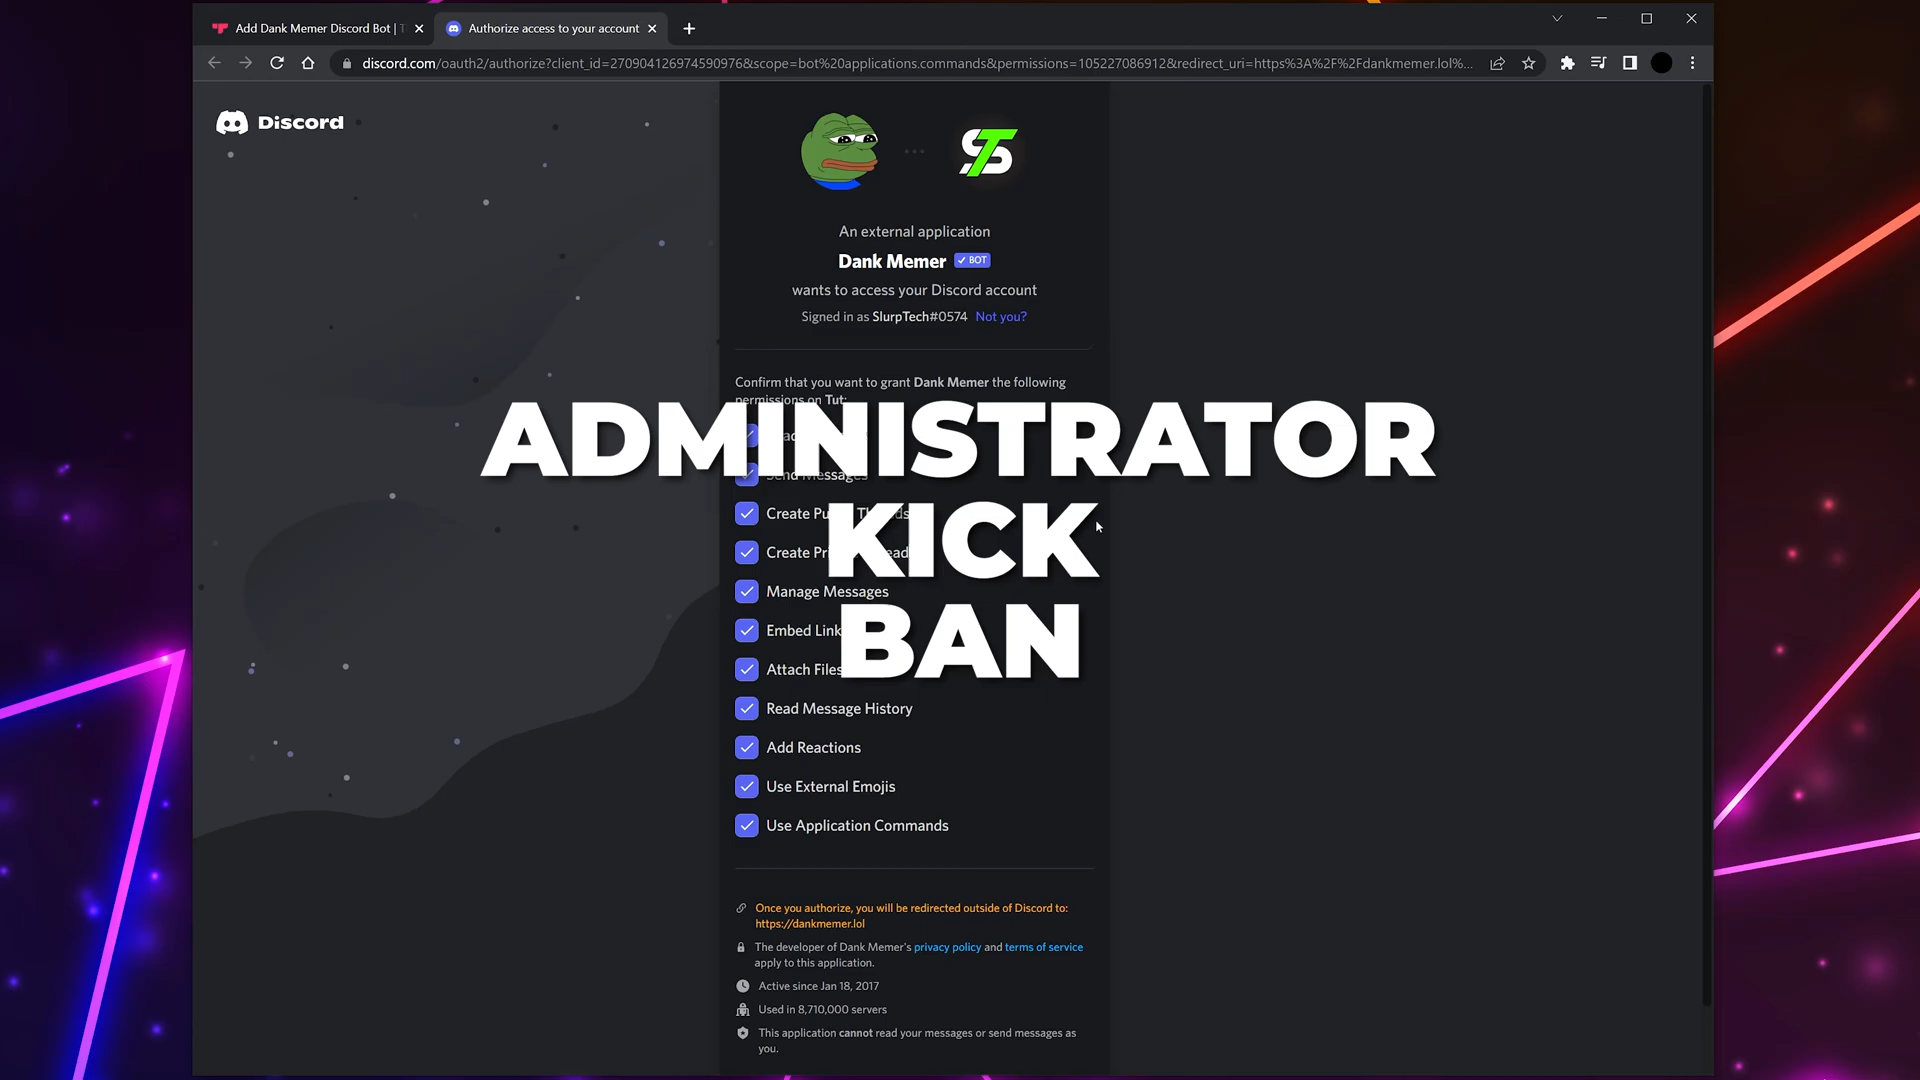 Add Dank Memer Discord Bot |
Authorize access to your account
discord.com/oauth2/authorize?client_id=270904126974590976&scope=bot%20applications.commands&permissions=105227086912&redirect_uri=https%3A%2F%2Fdankmemer.lol%...
Discord
An external application
Dank Memer ✓ BOT
wants to access your Discord account
Signed in as SlurpTech#0574 Not you?
Confirm that you want to grant Dank Memer the following
permissions on Tut:
ADMINISTRATOR
Send Messages
Create
KICK
Create
Manage Messages
Embed Link
BAN
Attach Files
Read Message History
Add Reactions
Use External Emojis
Use Application Commands
Once you authorize, you will be redirected outside of Discord to:
https://dankmemer.lol
The developer of Dank Memer's privacy policy and terms of service
apply to this application.
Active since Jan 18, 2017
Used in 8,710,000 servers
This application cannot read your messages or send messages as
you.